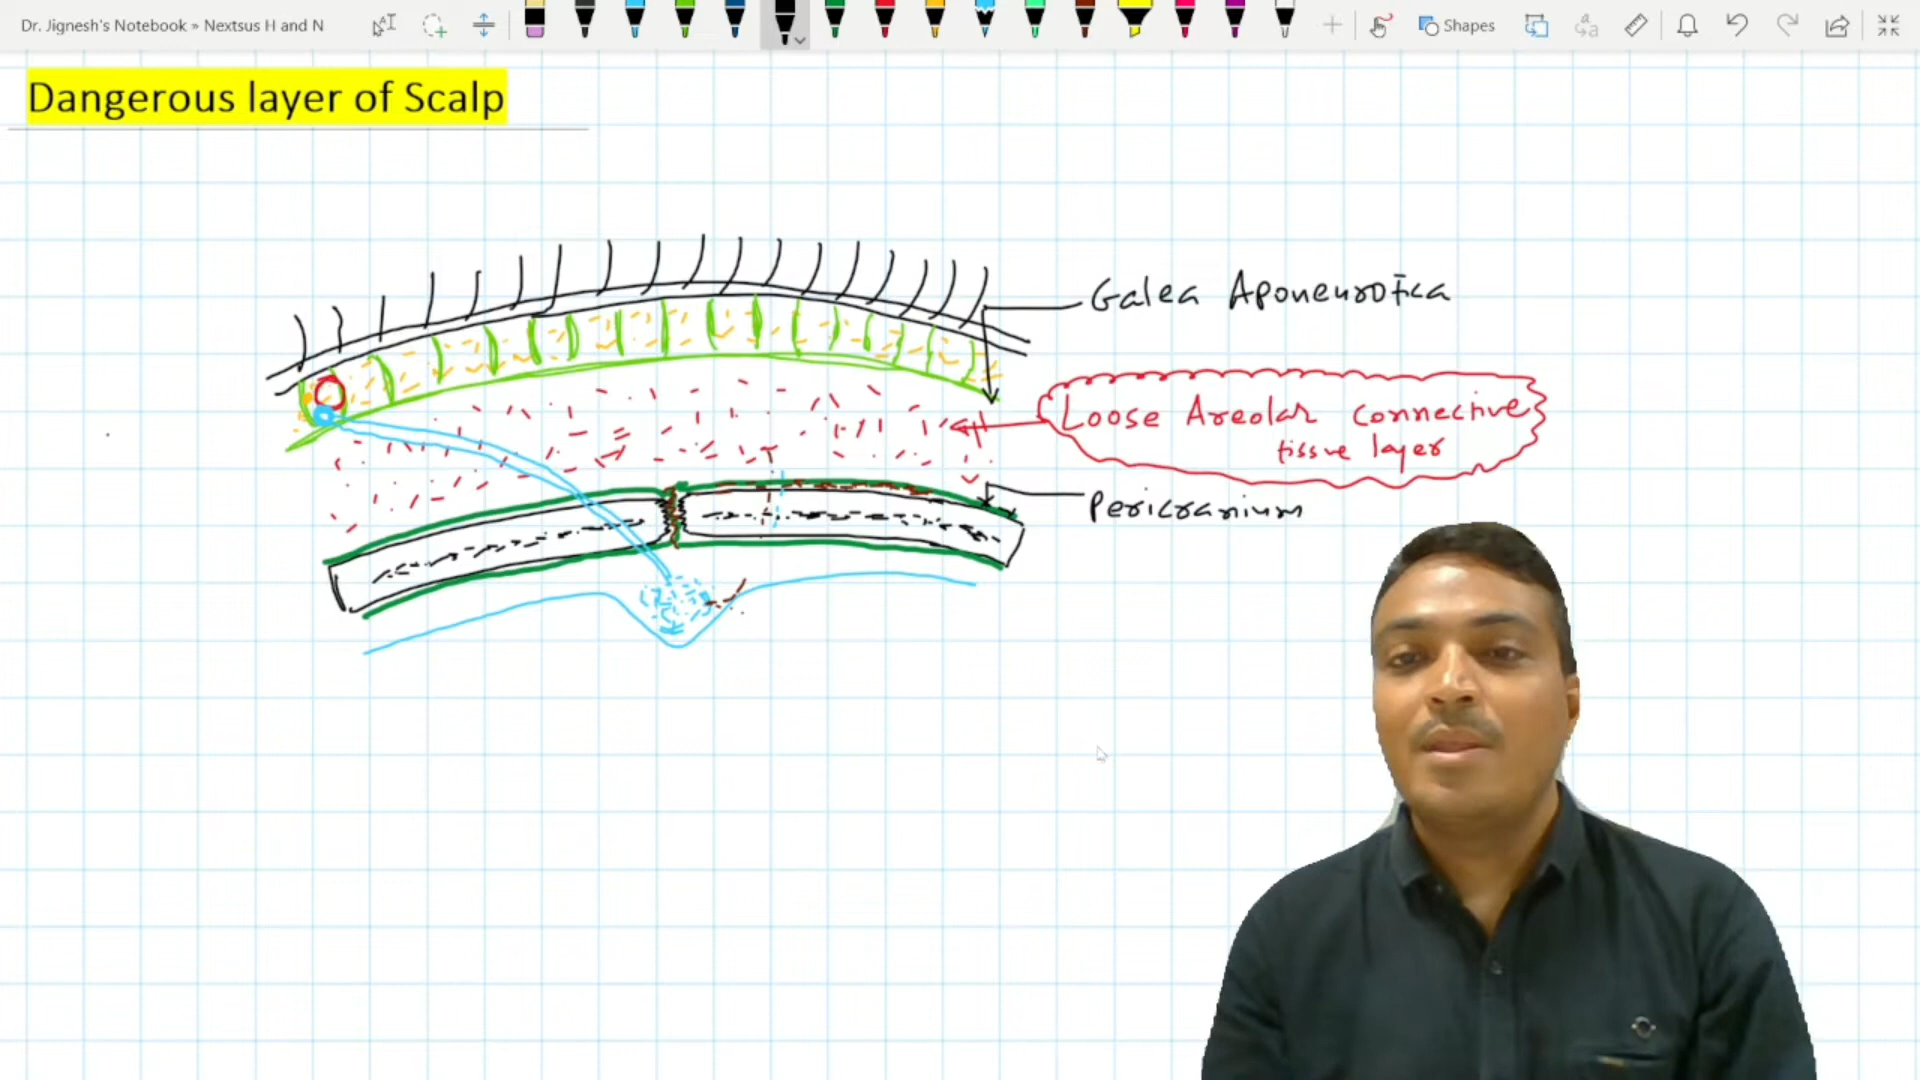 Dr. Jignesh's Notebook » Nextsus H and N
Shapes
Dangerous layer of Scalp
Galea Aponeurotica
Loose Areolar connective
tissue layer
Pericranium